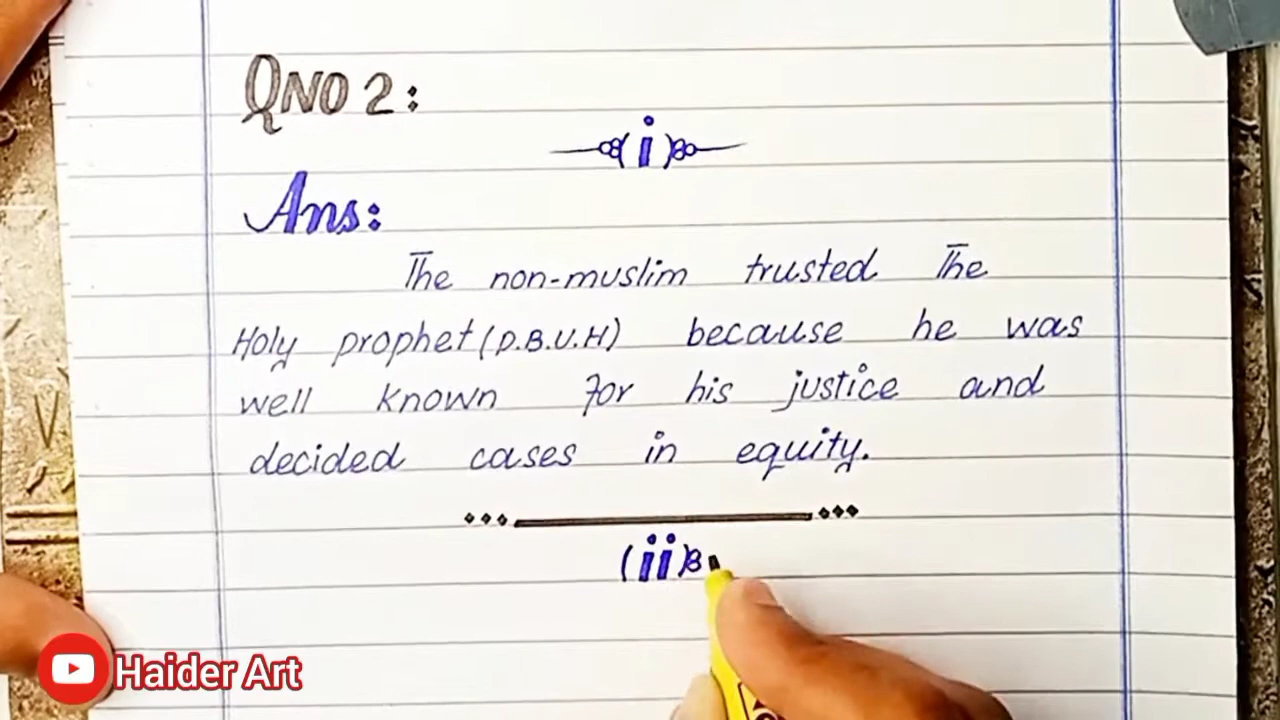 QNO 2:
(i)
Ans:
The non-muslim trusted The
Holy prophet (P.B.U.H) because he was
well known for his justice and
decided cases in equity.
(ii)
Haider Art